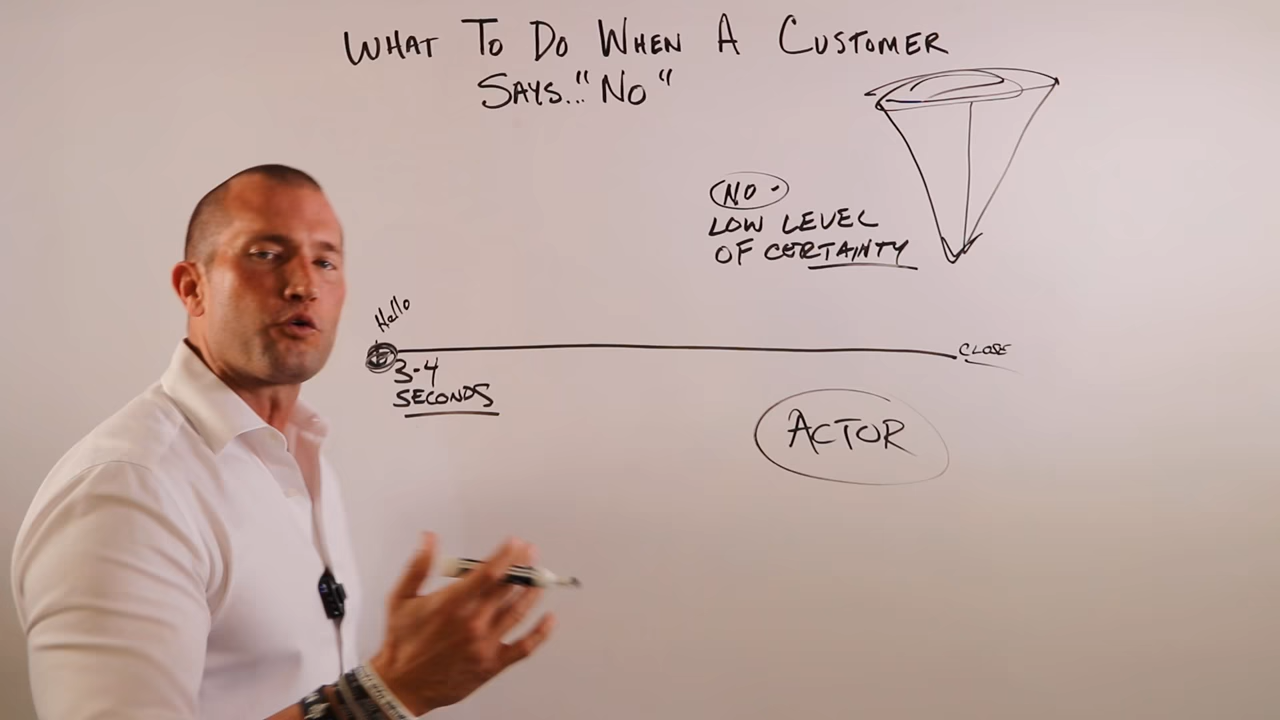 WHAT TO DO WHEN A CUSTOMER
SAYS..."NO"
NO.
LOW LEVEL
OF CERTAINTY
Hello
CLOSE
3-4
SECONDS
ACTOR